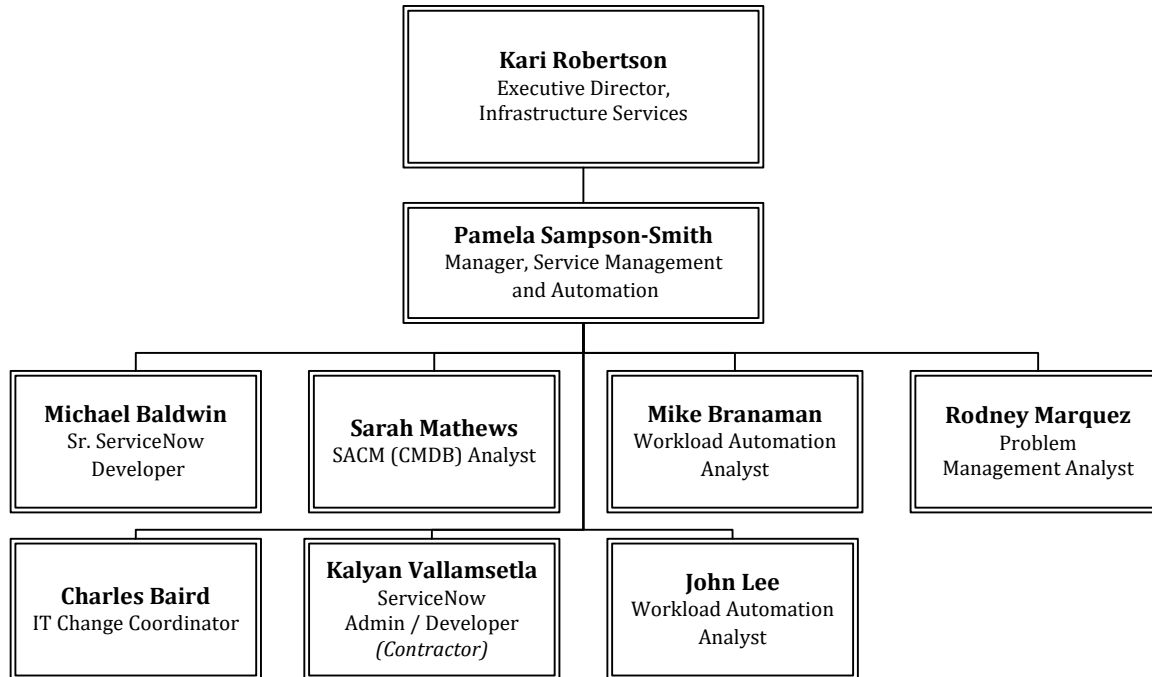 Kari Robertson
Executive Director,
Infrastructure Services
Pamela Sampson-Smith
Manager, Service Management
and Automation
Michael Baldwin
Sr. ServiceNow
Developer
Sarah Mathews
SACM (CMDB) Analyst
Mike Branaman
Workload Automation
Analyst
Rodney Marquez
Problem
Management Analyst
Charles Baird
IT Change Coordinator
Kalyan Vallamsetla
ServiceNow
Admin / Developer
(Contractor)
John Lee
Workload Automation
Analyst